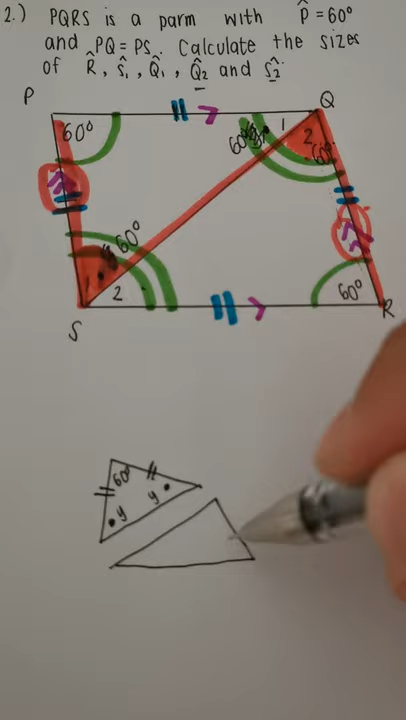 2.) PQRS is a parm with P̂ = 60°
and PQ = PS. Calculate the sizes
of R̂, Ŝ₁, Q̂₁, Q̂₂ and Ŝ₂
P
Q
60°
60°
1
2
60°
60°
1
2
60°
S
R
60°
y
y